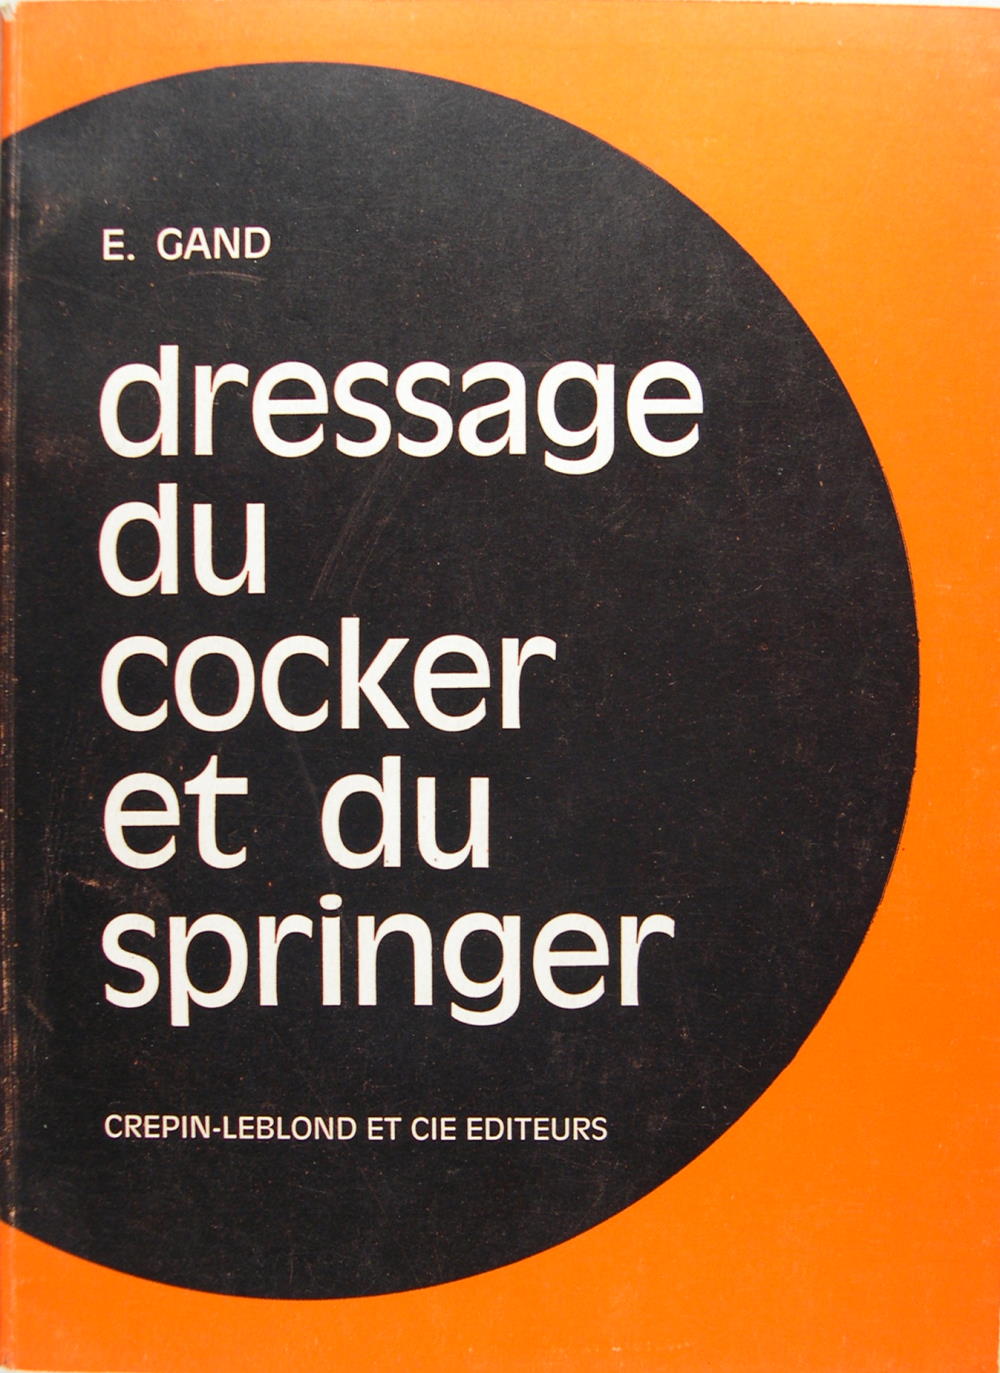 E. GAND
dressage
du
cocker
et du
springer
CREPIN-LEBLOND ET CIE EDITEURS